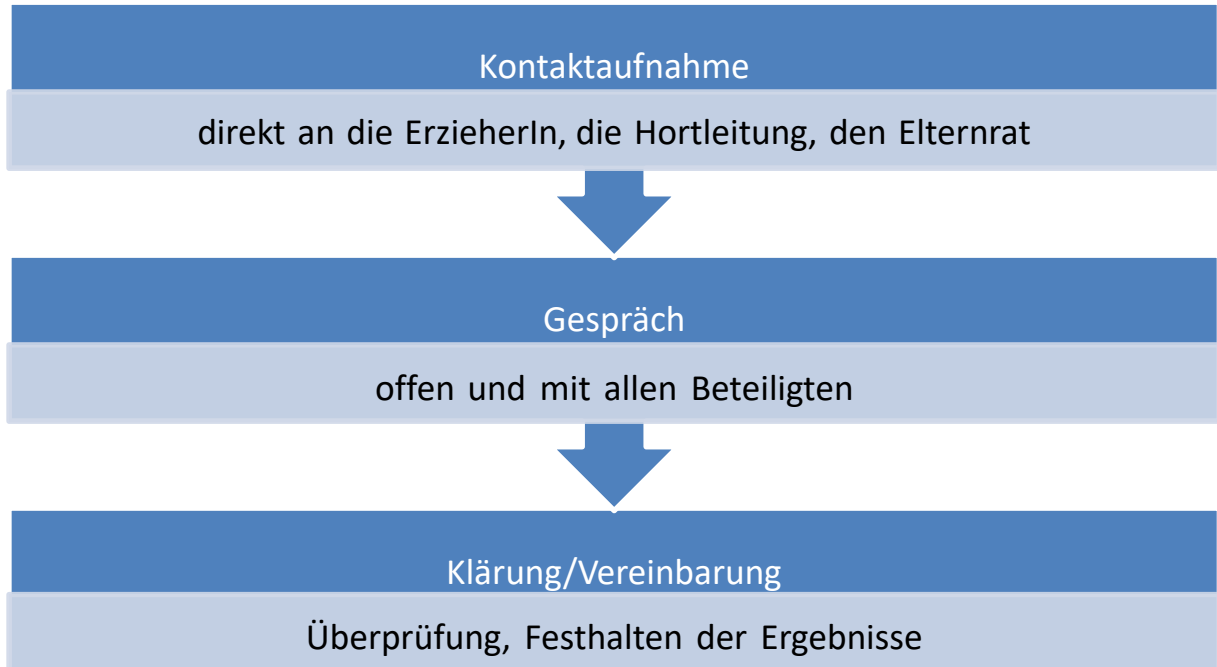 Kontaktaufnahme
direkt an die ErzieherIn, die Hortleitung, den Elternrat
Gespräch
offen und mit allen Beteiligten
Klärung/Vereinbarung
Überprüfung, Festhalten der Ergebnisse